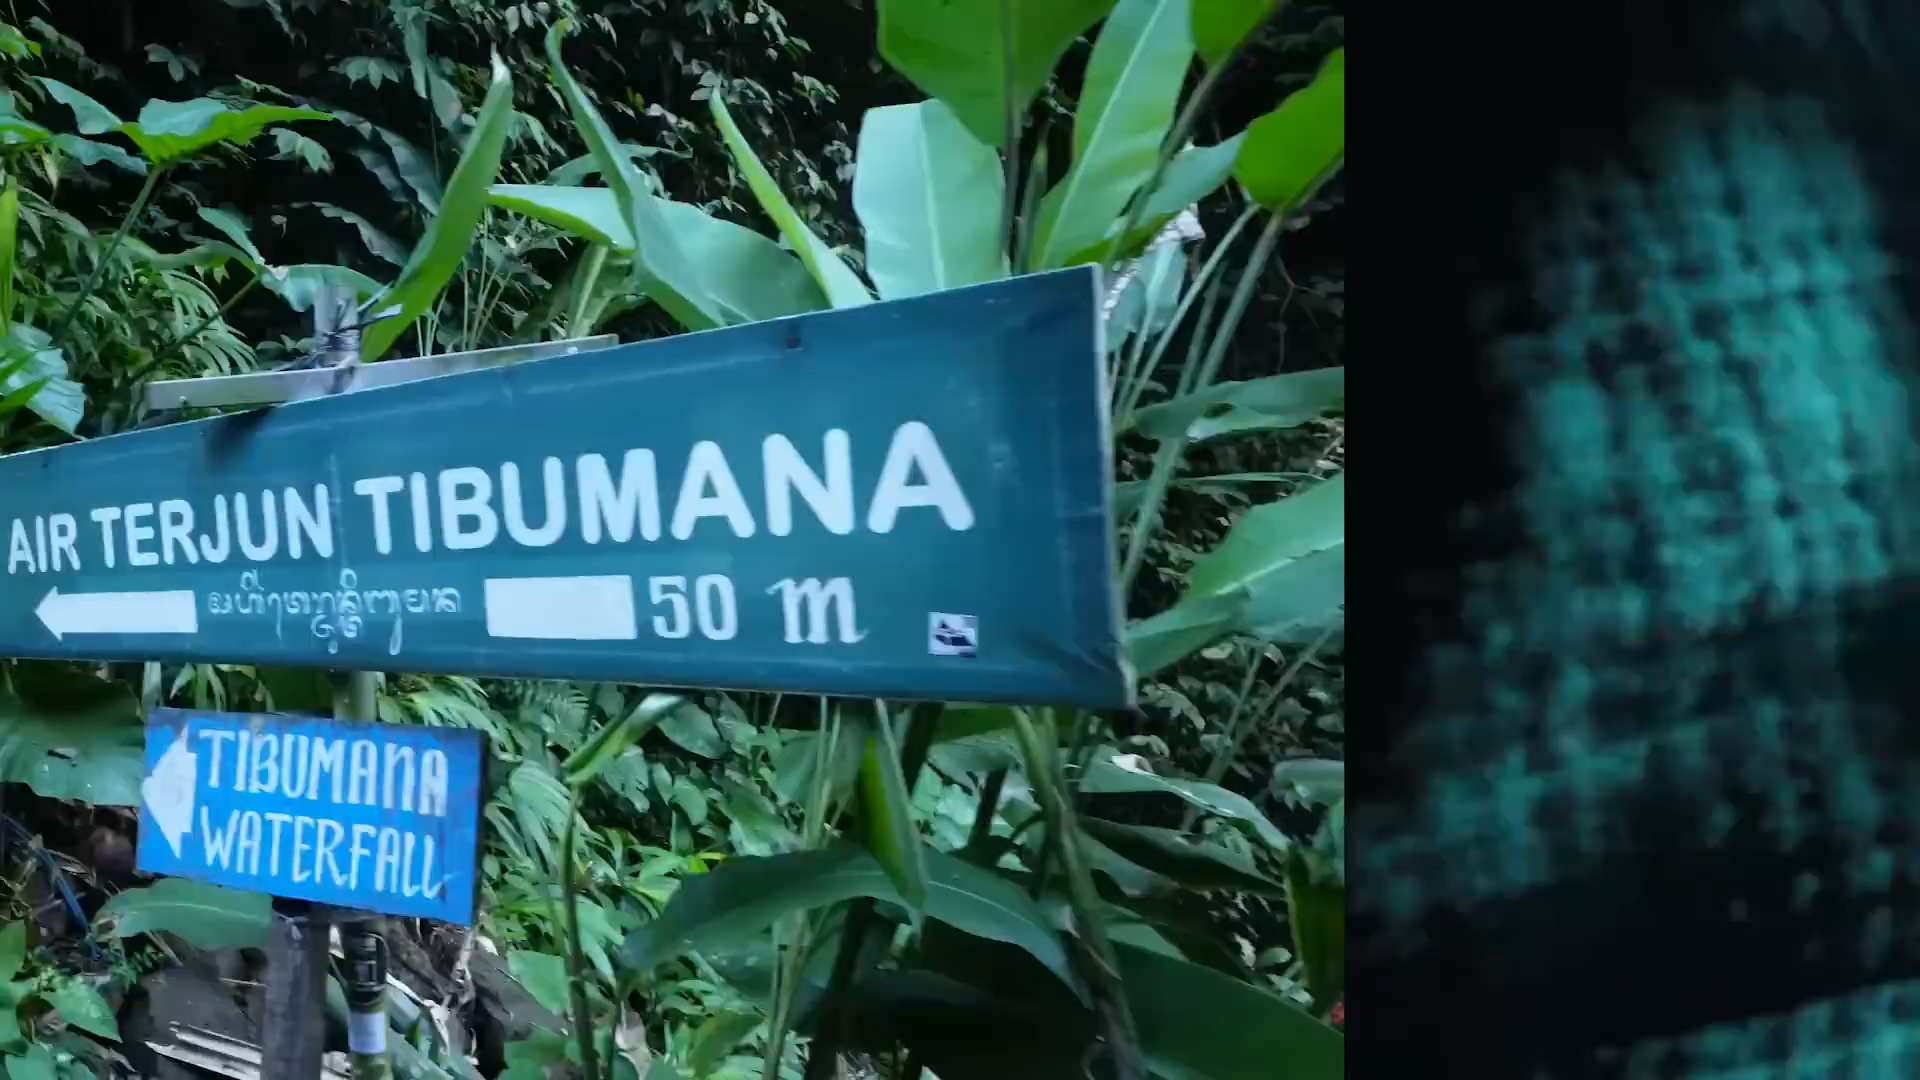 AIR TERJUN TIBUMANA
50 m
TIBUMANA
WATERFALL